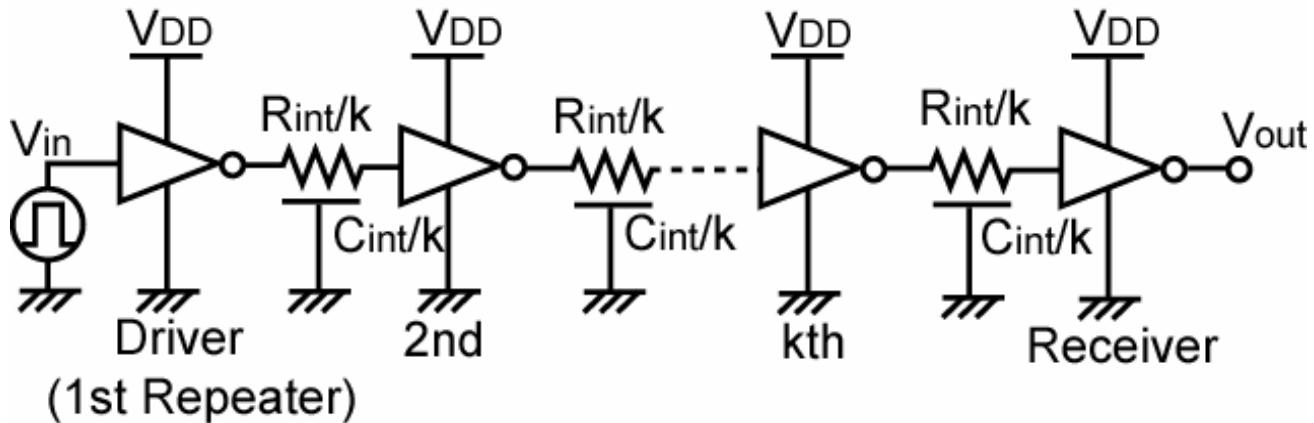 VDD VDD VDD VDD
Vin Rint/k Rint/k Rint/k Vout
Cint/k Cint/k Cint/k
Driver 2nd kth Receiver
(1st Repeater)